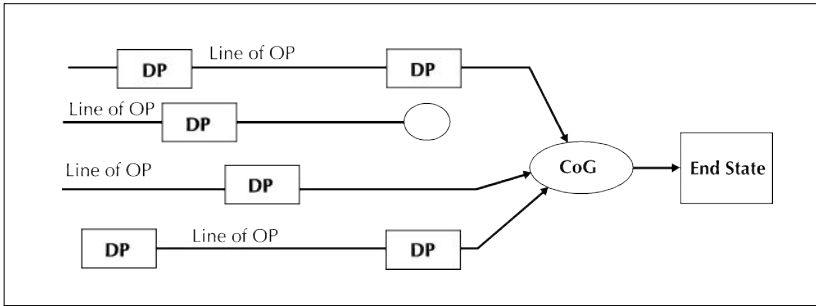 Line of OP
DP
DP
Line of OP
DP
Line of OP
DP
CoG
End State
Line of OP
DP
DP